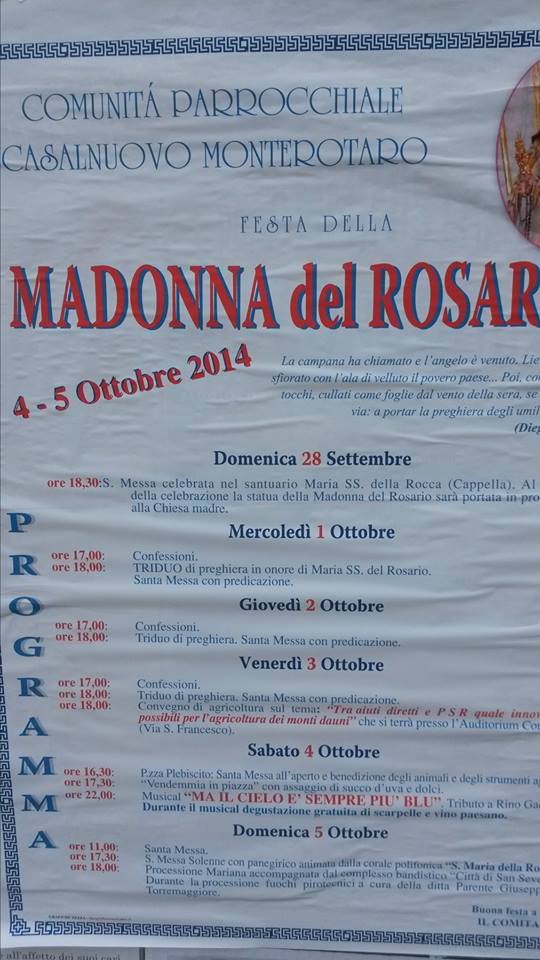 COMUNITÁ PARROCCHIALE
CASALNUOVO MONTEROTARO
FESTA DELLA
MADONNA del ROSAR
4 - 5 Ottobre 2014
La campana ha chiamato e l'angelo è venuto. Lie
sfiorato con l'ala di velluto il povero paese... Poi, co
tocchi, cullati come foglie dal vento della sera, se
via: a portar la preghiera degli umil
(Dieg
PROGRAMMA
Domenica 28 Settembre
ore 18,30: S. Messa celebrata nel santuario Maria SS. della Rocca (Cappella). Al
della celebrazione la statua della Madonna del Rosario sarà portata in pro
alla Chiesa madre.
Mercoledì 1 Ottobre
ore 17,00: Confessioni.
ore 18,00: TRIDUO di preghiera in onore di Maria SS. del Rosario.
Santa Messa con predicazione.
Giovedì 2 Ottobre
ore 17,00: Confessioni.
ore 18,00: Triduo di preghiera. Santa Messa con predicazione.
Venerdì 3 Ottobre
ore 17,00: Confessioni.
ore 18,00: Triduo di preghiera. Santa Messa con predicazione.
ore 18,00: Convegno di agricoltura sul tema: "Tra aiuti diretti e P S R quale innov
possibili per l'agricoltura dei monti dauni" che si terrà presso l'Auditorium Co
(Via S. Francesco).
Sabato 4 Ottobre
ore 16,30: P.zza Plebiscito: Santa Messa all'aperto e benedizione degli animali e degli strumenti a
ore 17,30: "Vendemmia in piazza" con assaggio di succo d'uva e dolci.
ore 22,00: Musical "MA IL CIELO E' SEMPRE PIU' BLU". Tributo a Rino Ga
Durante il musical degustazione gratuita di scarpelle e vino paesano.
Domenica 5 Ottobre
ore 11,00: Santa Messa.
ore 17,30: S. Messa Solenne con panegirico animata dalla corale polifonica "S. Maria della Ro
ore 18,00: Processione Mariana accompagnata dal complesso bandistico "Città di San Seve
Durante la processione fuochi pirotecnici a cura della ditta Parente Giusepp
Torremaggiore.
Buona festa a
IL COMITA
all'affetto dei suoi cari